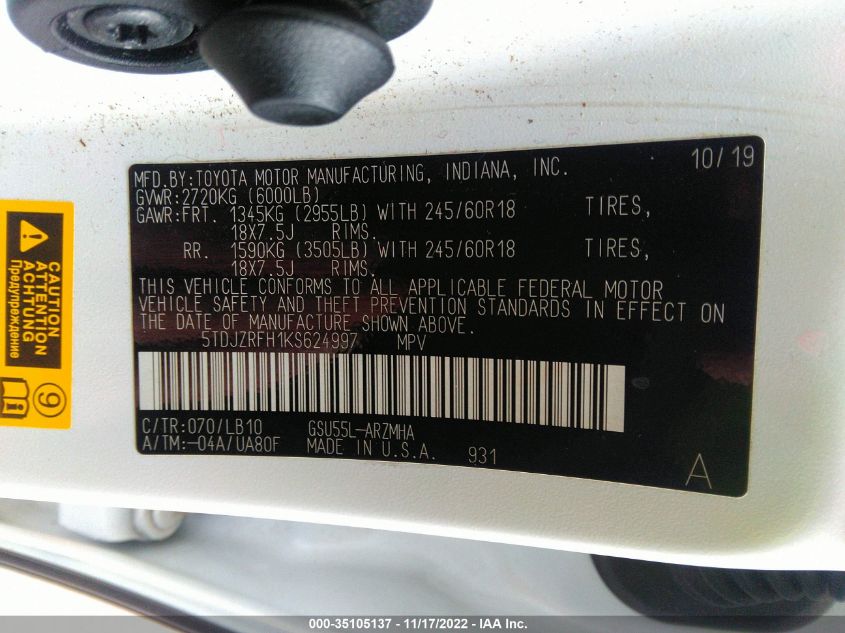 MFD.BY:TOYOTA MOTOR MANUFACTURING, INDIANA, INC. 10/19
GVWR:2720KG (6000LB)
GAWR:FRT. 1345KG (2955LB) WITH 245/60R18 TIRES,
18X7.5J RIMS.
RR. 1590KG (3505LB) WITH 245/60R18 TIRES,
18X7.5J RIMS.
THIS VEHICLE CONFORMS TO ALL APPLICABLE FEDERAL MOTOR
VEHICLE SAFETY AND THEFT PREVENTION STANDARDS IN EFFECT ON
THE DATE OF MANUFACTURE SHOWN ABOVE.
5TDJZRFH1KS624997 MPV
C/TR:070/LB10 GSU55L-ARZMHA
A/TM:-04A/UA80F MADE IN U.S.A. 931
A
CAUTION
ATTENTION
ACHTUNG
Предупреждение
9
000-35105137 - 11/17/2022 - IAA Inc.